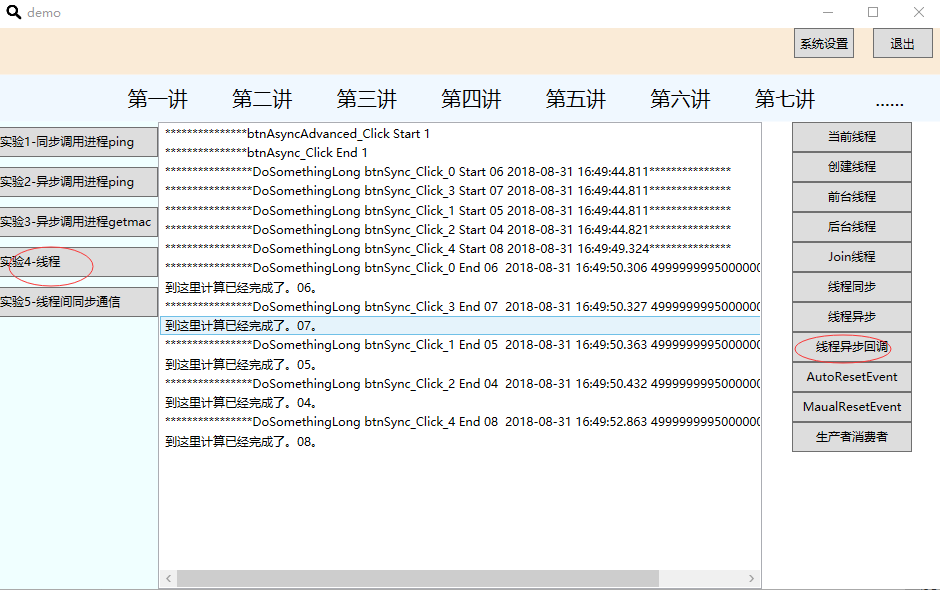 demo
系统设置
退出
第一讲
第二讲
第三讲
第四讲
第五讲
第六讲
第七讲
......
实验1-同步调用进程ping
实验2-异步调用进程ping
实验3-异步调用进程getmac
实验4-线程
实验5-线程间同步通信
***************btnAsyncAdvanced_Click Start 1
***************btnAsync_Click End 1
****************DoSomethingLong btnSync_Click_0 Start 06 2018-08-31 16:49:44.811***************
****************DoSomethingLong btnSync_Click_3 Start 07 2018-08-31 16:49:44.811***************
****************DoSomethingLong btnSync_Click_1 Start 05 2018-08-31 16:49:44.811***************
****************DoSomethingLong btnSync_Click_2 Start 04 2018-08-31 16:49:44.821***************
****************DoSomethingLong btnSync_Click_4 Start 08 2018-08-31 16:49:49.324***************
****************DoSomethingLong btnSync_Click_0 End 06 2018-08-31 16:49:50.306 4999999995000000
到这里计算已经完成了。06。
****************DoSomethingLong btnSync_Click_3 End 07 2018-08-31 16:49:50.327 4999999995000000
到这里计算已经完成了。07。
****************DoSomethingLong btnSync_Click_1 End 05 2018-08-31 16:49:50.363 4999999995000000
到这里计算已经完成了。05。
****************DoSomethingLong btnSync_Click_2 End 04 2018-08-31 16:49:50.432 4999999995000000
到这里计算已经完成了。04。
****************DoSomethingLong btnSync_Click_4 End 08 2018-08-31 16:49:52.863 4999999995000000
到这里计算已经完成了。08。
当前线程
创建线程
前台线程
后台线程
Join线程
线程同步
线程异步
线程异步回调
AutoResetEvent
MaualResetEvent
生产者消费者